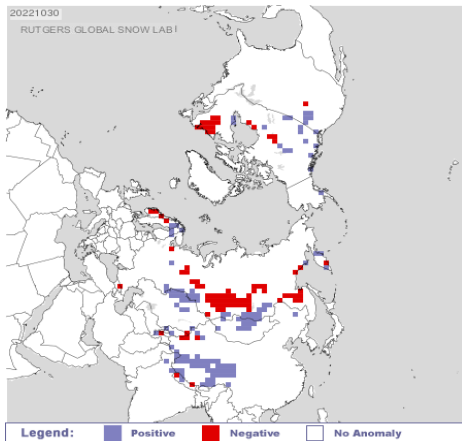 20221030
RUTGERS GLOBAL SNOW LAB
Legend: Positive Negative No Anomaly